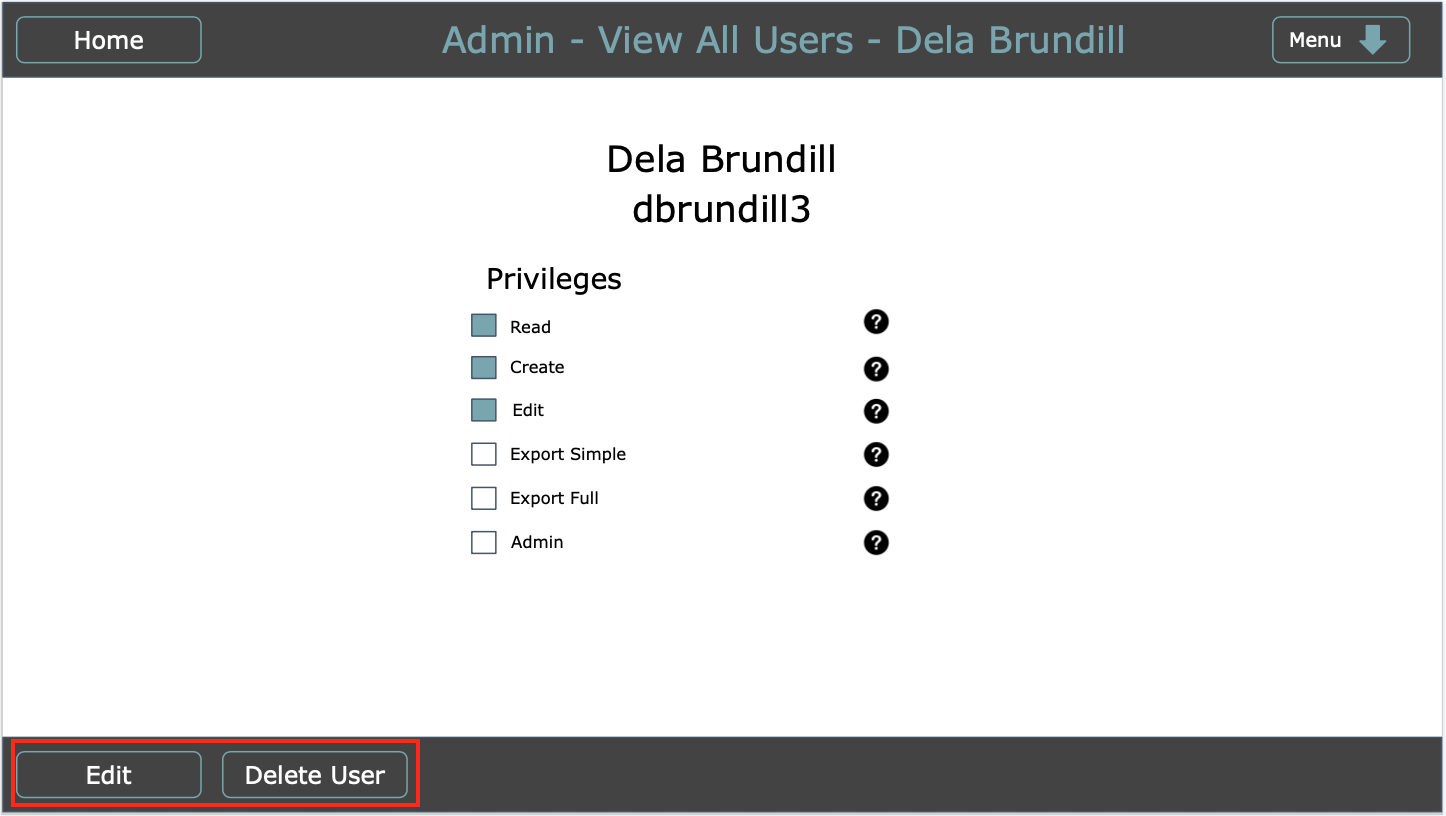 Home
Admin - View All Users - Dela Brundill
Menu
Dela Brundill
dbrundill3
Privileges
Read ?
Create ?
Edit ?
Export Simple ?
Export Full ?
Admin ?
Edit
Delete User